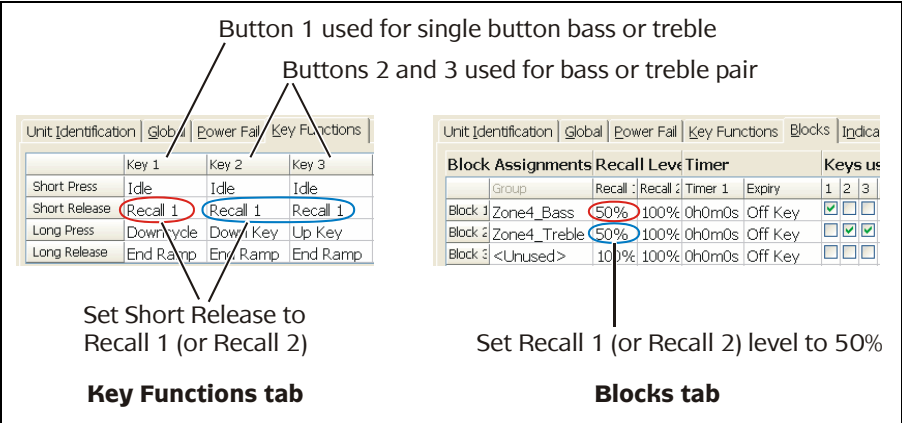 Button 1 used for single button bass or treble
Buttons 2 and 3 used for bass or treble pair
Unit Identification Global Power Fail Key Functions
Key 1 Key 2 Key 3
Short Press Idle Idle Idle
Short Release Recall 1 Recall 1 Recall 1
Long Press Downcycle Down Key Up Key
Long Release End Ramp End Ramp End Ramp
Set Short Release to
Recall 1 (or Recall 2)
Key Functions tab
Unit Identification Global Power Fail Key Functions Blocks Indica
Block Assignments Recall Leve Timer Keys us
Group Recall Recall 2 Timer 1 Expiry 1 2 3
Block 1 Zone4_Bass 50% 100% 0h0m0s Off Key
Block 2 Zone4_Treble 50% 100% 0h0m0s Off Key
Block 3 <Unused> 100% 100% 0h0m0s Off Key
Set Recall 1 (or Recall 2) level to 50%
Blocks tab